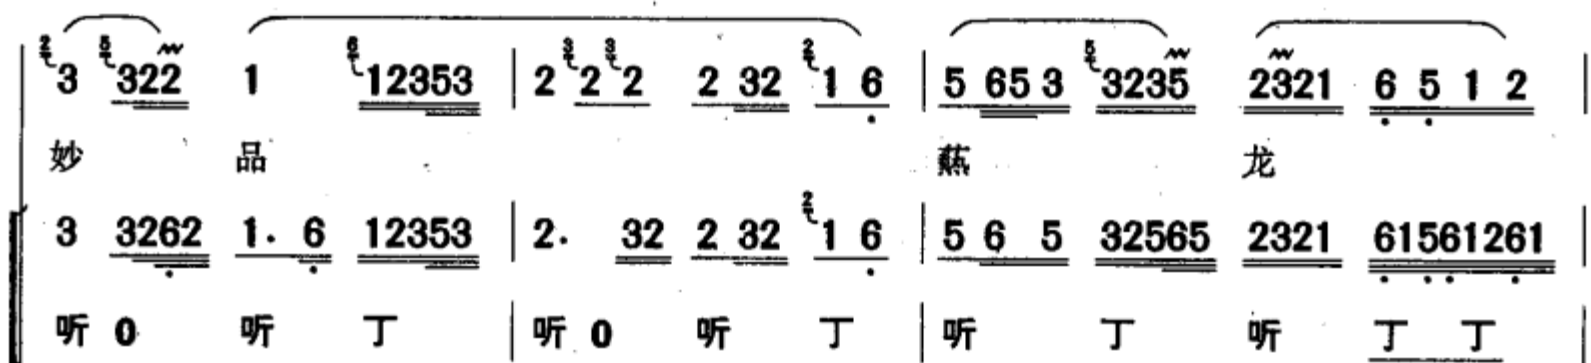 3 322 1 12353 | 2 2 2 2 32 1 6 | 5 65 3 3235 2321 6 5 1 2 |
妙 品 爇 龙
3 3262 1· 6 12353 | 2· 32 2 32 1 6 | 5 6 5 32565 2321 61561261 |
听 0 听 丁 | 听 0 听 丁 | 听 丁 听 丁 丁 |